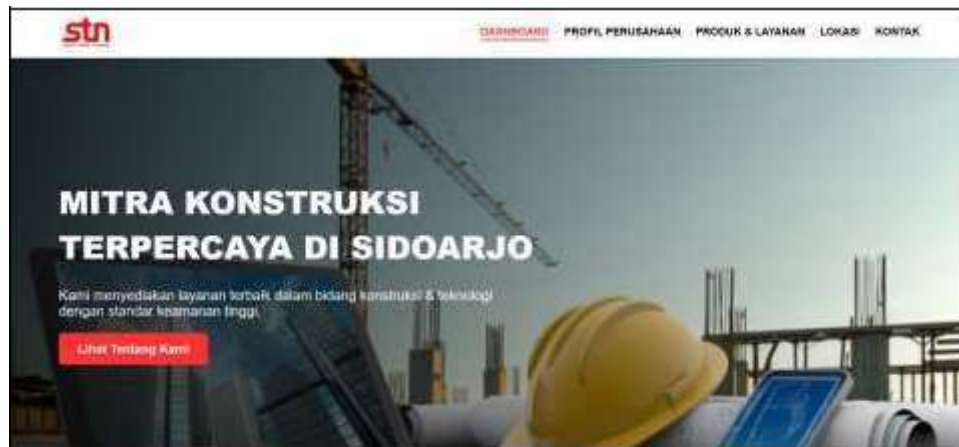 stn
DASHBOARD PROFIL PERUSAHAAN PRODUK & LAYANAN LOKASI KONTAK
MITRA KONSTRUKSI
TERPERCAYA DI SIDOARJO
Kami menyediakan layanan terbaik dalam bidang konstruksi & teknologi
dengan standar keamanan tinggi.
Lihat Tentang Kami